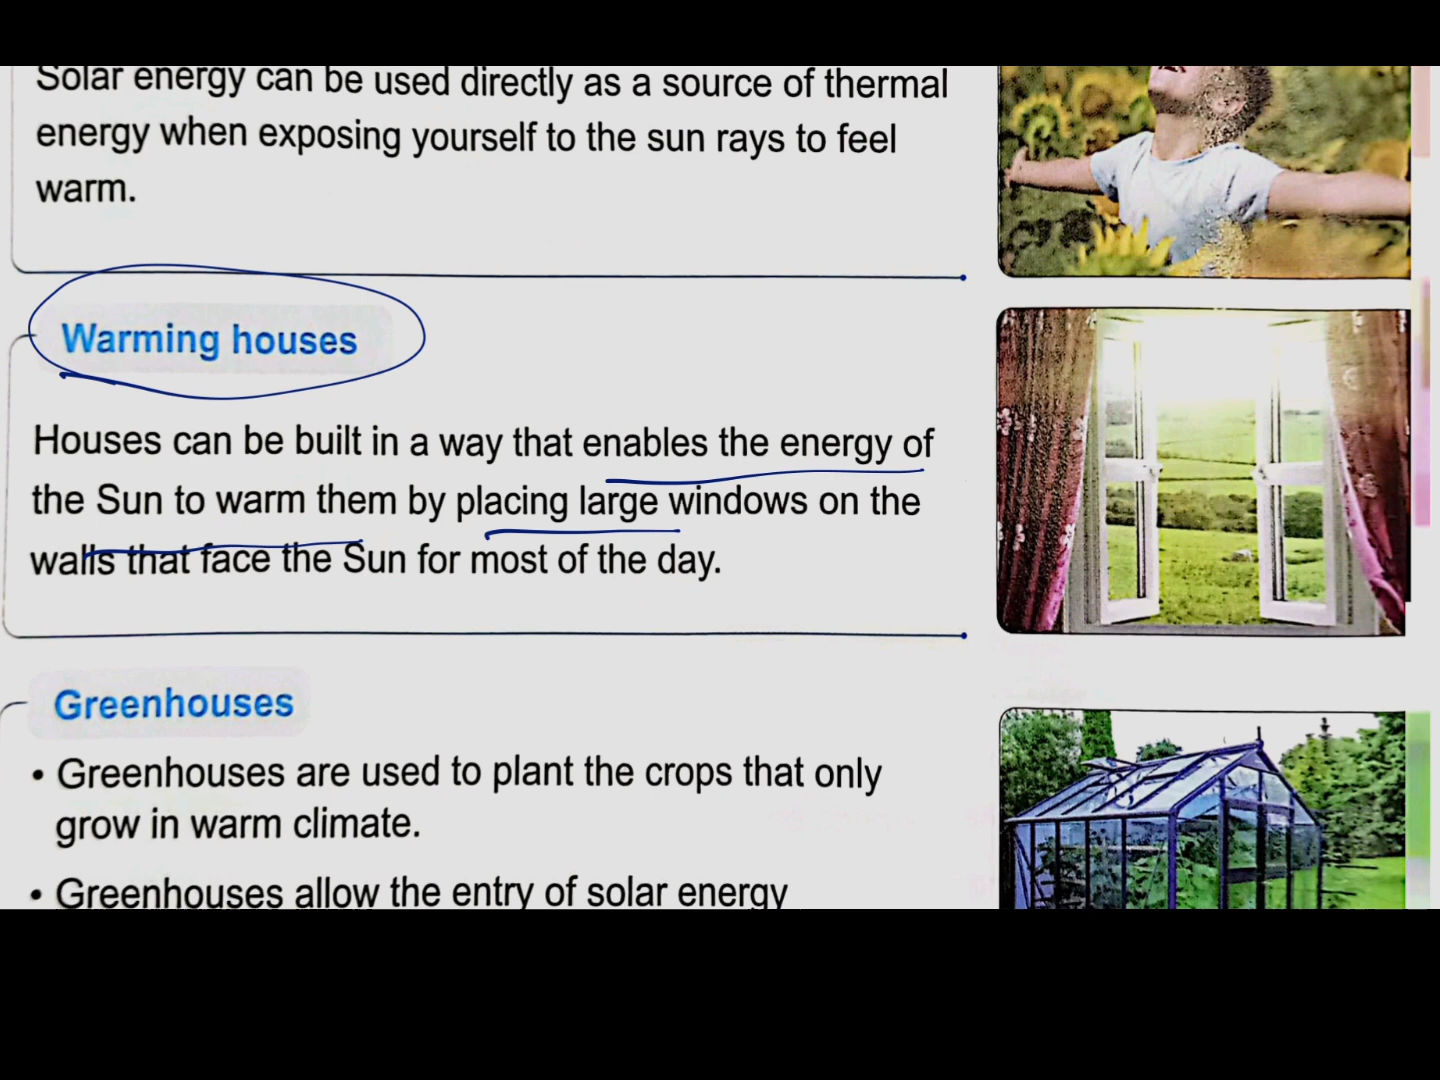 Solar energy can be used directly as a source of thermal
energy when exposing yourself to the sun rays to feel
warm.
Warming houses
Houses can be built in a way that enables the energy of
the Sun to warm them by placing large windows on the
walls that face the Sun for most of the day.
Greenhouses
• Greenhouses are used to plant the crops that only
grow in warm climate.
• Greenhouses allow the entry of solar energy